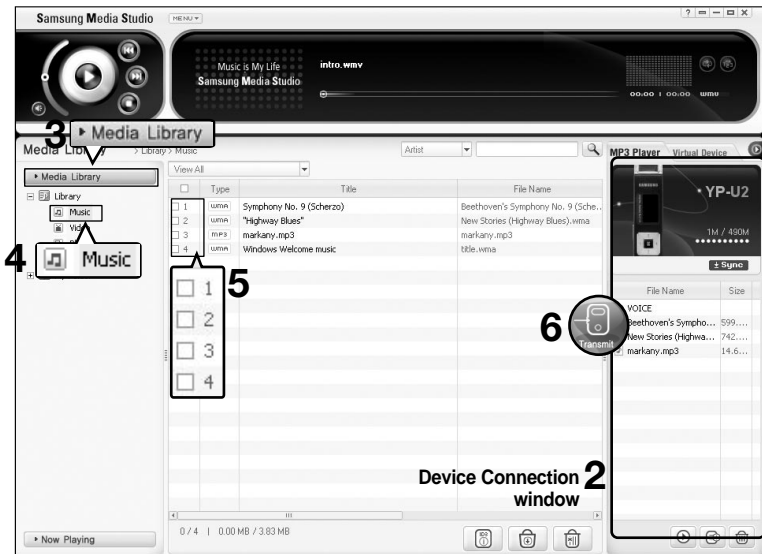 Samsung Media Studio
MENU
Music is My Life
Samsung Media Studio
intro.wmv
00:00 | 00:00 wmv
3
Media Library
Media Library
> Library > Music
Artist
MP3 Player
Virtual Device
Media Library
Library
Music
4
Music
View All
Type Title File Name
1 wma Symphony No. 9 (Scherzo) Beethoven's Symphony No. 9 (Sche..
2 wma "Highway Blues" New Stories (Highway Blues).wma
3 mp3 markany.mp3 markany.mp3
4 wma Windows Welcome music title.wma
5
1
2
3
4
SAMSUNG
YP-U2
1M / 490M
Sync
File Name Size
VOICE
Beethoven's Sympho... 599....
New Stories (Highwa... 742....
markany.mp3 14.6...
6
Transmit
Device Connection
window
2
Now Playing
0 / 4 | 0.00 MB / 3.83 MB